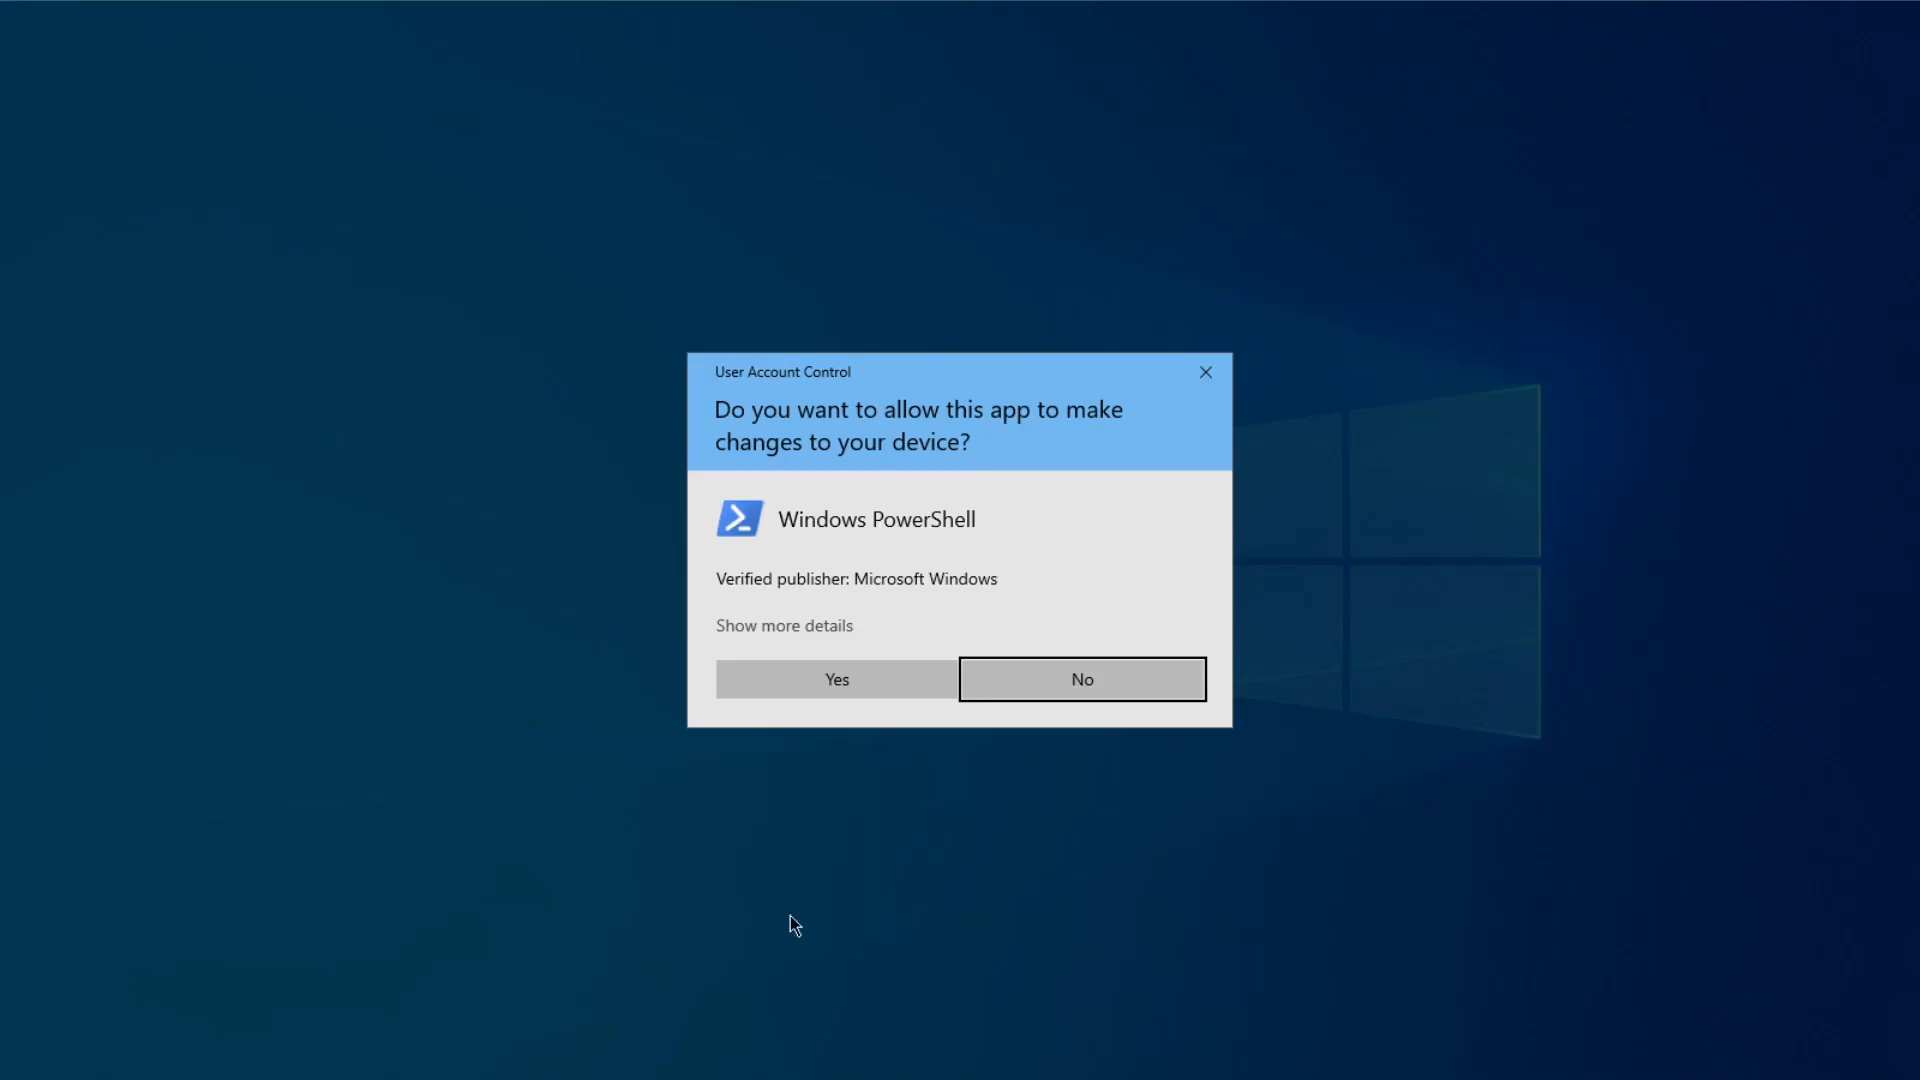 User Account Control
Do you want to allow this app to make
changes to your device?
Windows PowerShell
Verified publisher: Microsoft Windows
Show more details
Yes
No